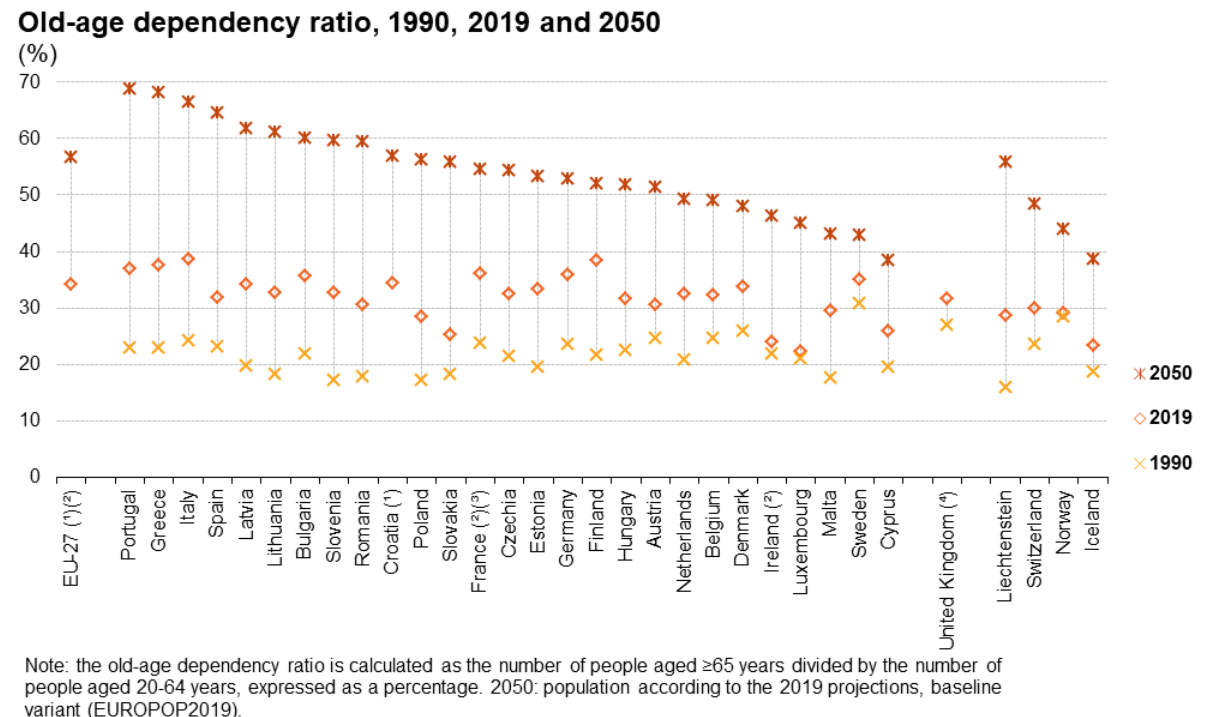 Old-age dependency ratio, 1990, 2019 and 2050
(%)
70
60
50
40
30
20
10
0
EU-27 (¹)(²)
Portugal
Greece
Italy
Spain
Latvia
Lithuania
Bulgaria
Slovenia
Romania
Croatia (¹)
Poland
Slovakia
France (²)(³)
Czechia
Estonia
Germany
Finland
Hungary
Austria
Netherlands
Belgium
Denmark
Ireland (²)
Luxembourg
Malta
Sweden
Cyprus
United Kingdom (⁴)
Liechtenstein
Switzerland
Norway
Iceland
2050
2019
1990
Note: the old-age dependency ratio is calculated as the number of people aged ≥65 years divided by the number of
people aged 20-64 years, expressed as a percentage. 2050: population according to the 2019 projections, baseline
variant (EUROPOP2019).